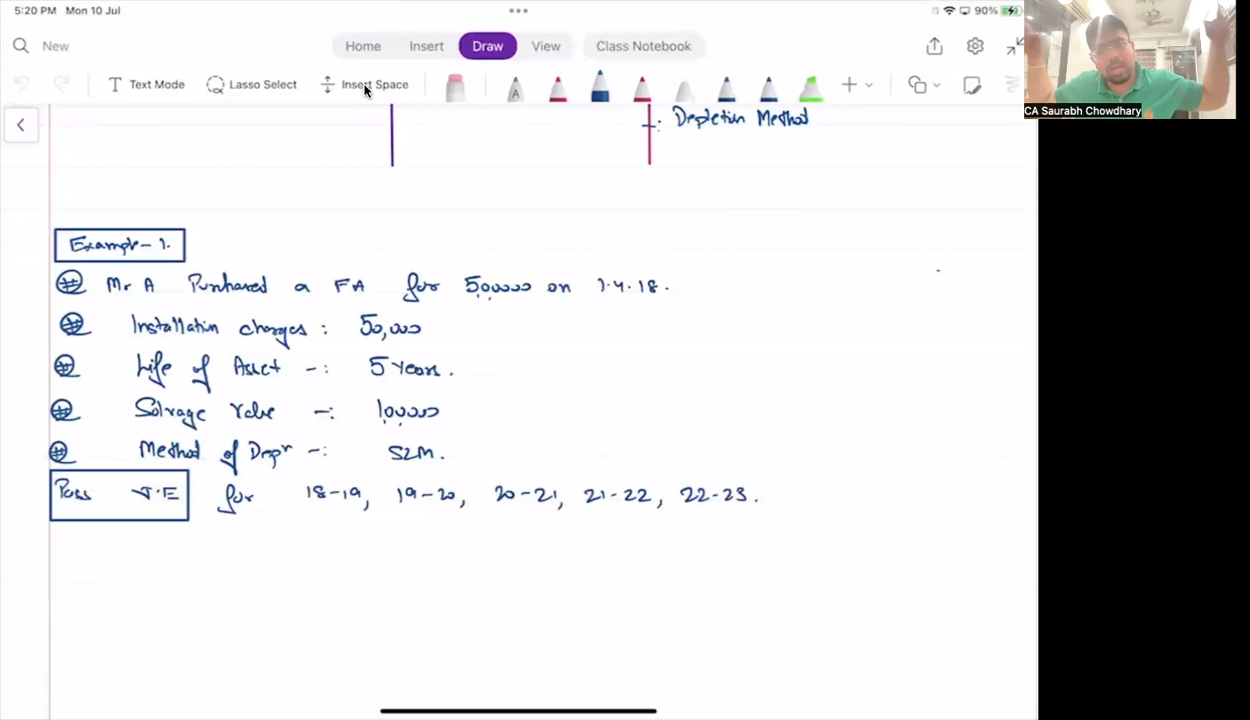 5:20 PM Mon 10 Jul
90%
New
Home Insert Draw View Class Notebook
Text Mode Lasso Select Insert Space
A
CA Saurabh Chowdhary
Depletion Method
Example-1.
Mr A Purchased a FA for 500000 on 1.4.18.
Installation charges : 50,000
Life of Asset -: 5 Years.
Salvage Value -: 100000
Method of Depr -: SLM.
Pass J.E for 18-19, 19-20, 20-21, 21-22, 22-23.